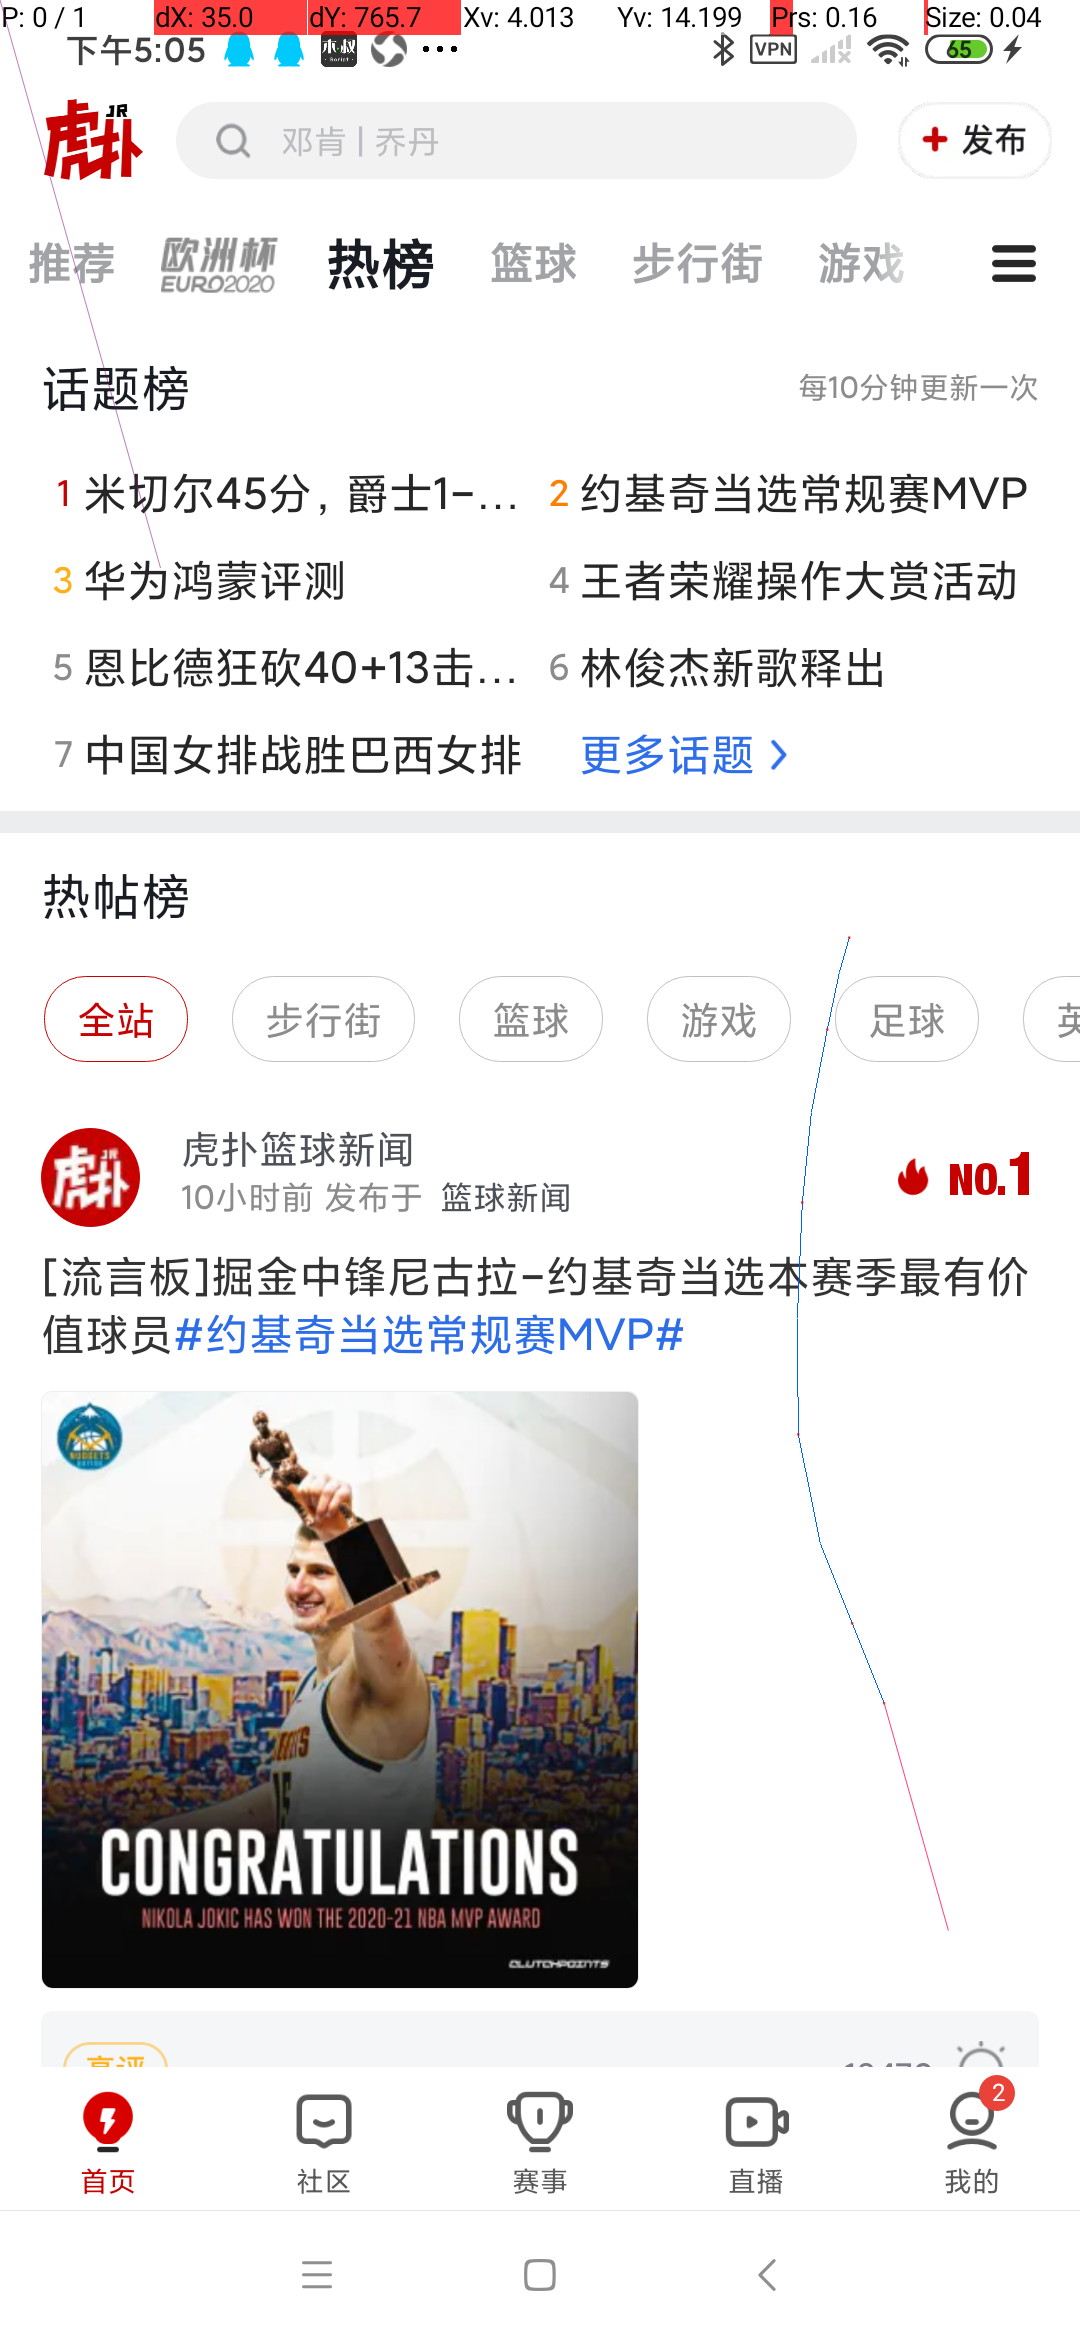 P: 0 / 1 dX: 35.0 dY: 765.7 Xv: 4.013 Yv: 14.199 Prs: 0.16 Size: 0.04
下午5:05 VPN 65
虎扑 JR 邓肯 | 乔丹 发布
推荐 欧洲杯 EURO2020 热榜 篮球 步行街 游戏
话题榜 每10分钟更新一次
1 米切尔45分，爵士1-... 2 约基奇当选常规赛MVP
3 华为鸿蒙评测 4 王者荣耀操作大赏活动
5 恩比德狂砍40+13击... 6 林俊杰新歌释出
7 中国女排战胜巴西女排 更多话题
热帖榜
全站 步行街 篮球 游戏 足球 英
虎扑篮球新闻
10小时前 发布于 篮球新闻 NO.1
[流言板]掘金中锋尼古拉-约基奇当选本赛季最有价
值球员#约基奇当选常规赛MVP#
NUGGETS
CONGRATULATIONS
NIKOLA JOKIC HAS WON THE 2020-21 NBA MVP AWARD
CLUTCHPOINTS
高评
2
首页 社区 赛事 直播 我的